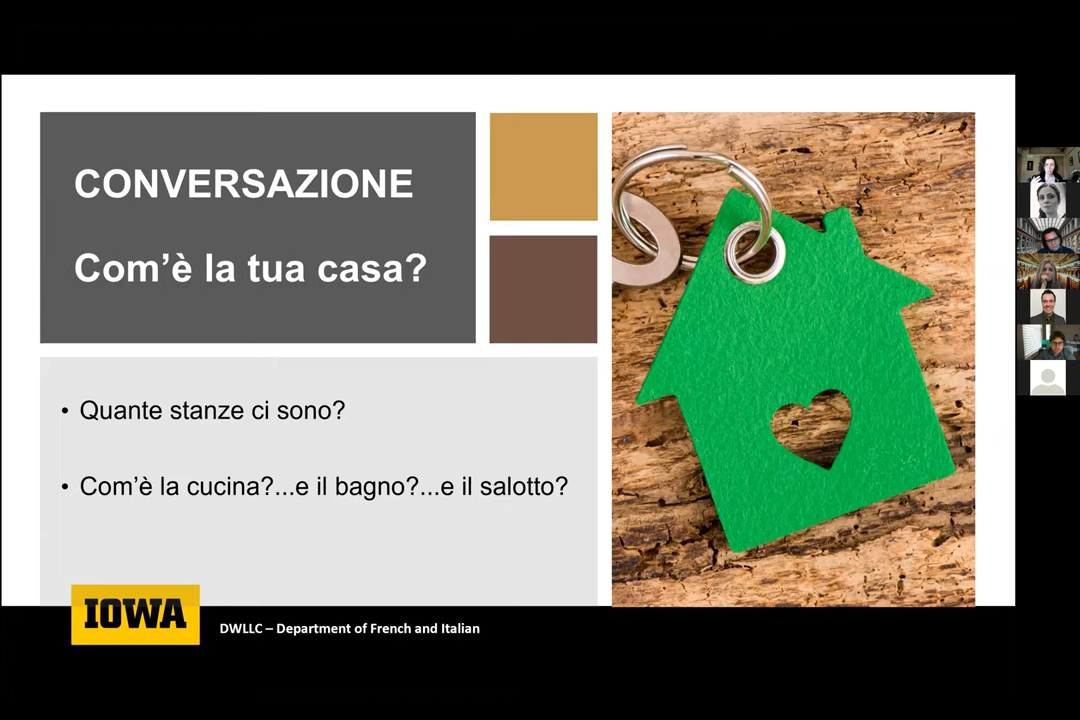 CONVERSAZIONE
Com’è la tua casa?
• Quante stanze ci sono?
• Com’è la cucina?...e il bagno?...e il salotto?
IOWA
DWLLC – Department of French and Italian